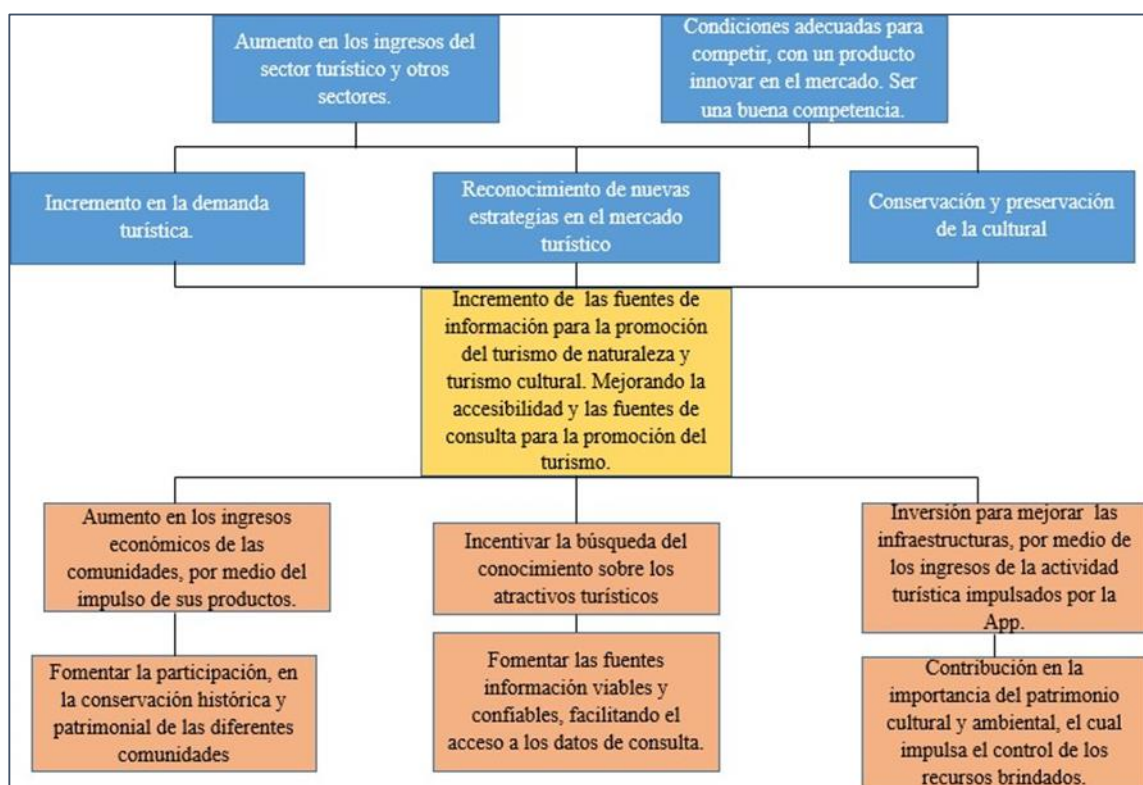 Aumento en los ingresos del
sector turístico y otros
sectores.
Condiciones adecuadas para
competir, con un producto
innovar en el mercado. Ser
una buena competencia.
Incremento en la demanda
turística.
Reconocimiento de nuevas
estrategias en el mercado
turístico
Conservación y preservación
de la cultural
Incremento de las fuentes de
información para la promoción
del turismo de naturaleza y
turismo cultural. Mejorando la
accesibilidad y las fuentes de
consulta para la promoción del
turismo.
Aumento en los ingresos
económicos de las
comunidades, por medio del
impulso de sus productos.
Incentivar la búsqueda del
conocimiento sobre los
atractivos turísticos
Inversión para mejorar las
infraestructuras, por medio de
los ingresos de la actividad
turística impulsados por la
App.
Fomentar la participación, en
la conservación histórica y
patrimonial de las diferentes
comunidades
Fomentar las fuentes
información viables y
confiables, facilitando el
acceso a los datos de consulta.
Contribución en la
importancia del patrimonio
cultural y ambiental, el cual
impulsa el control de los
recursos brindados.